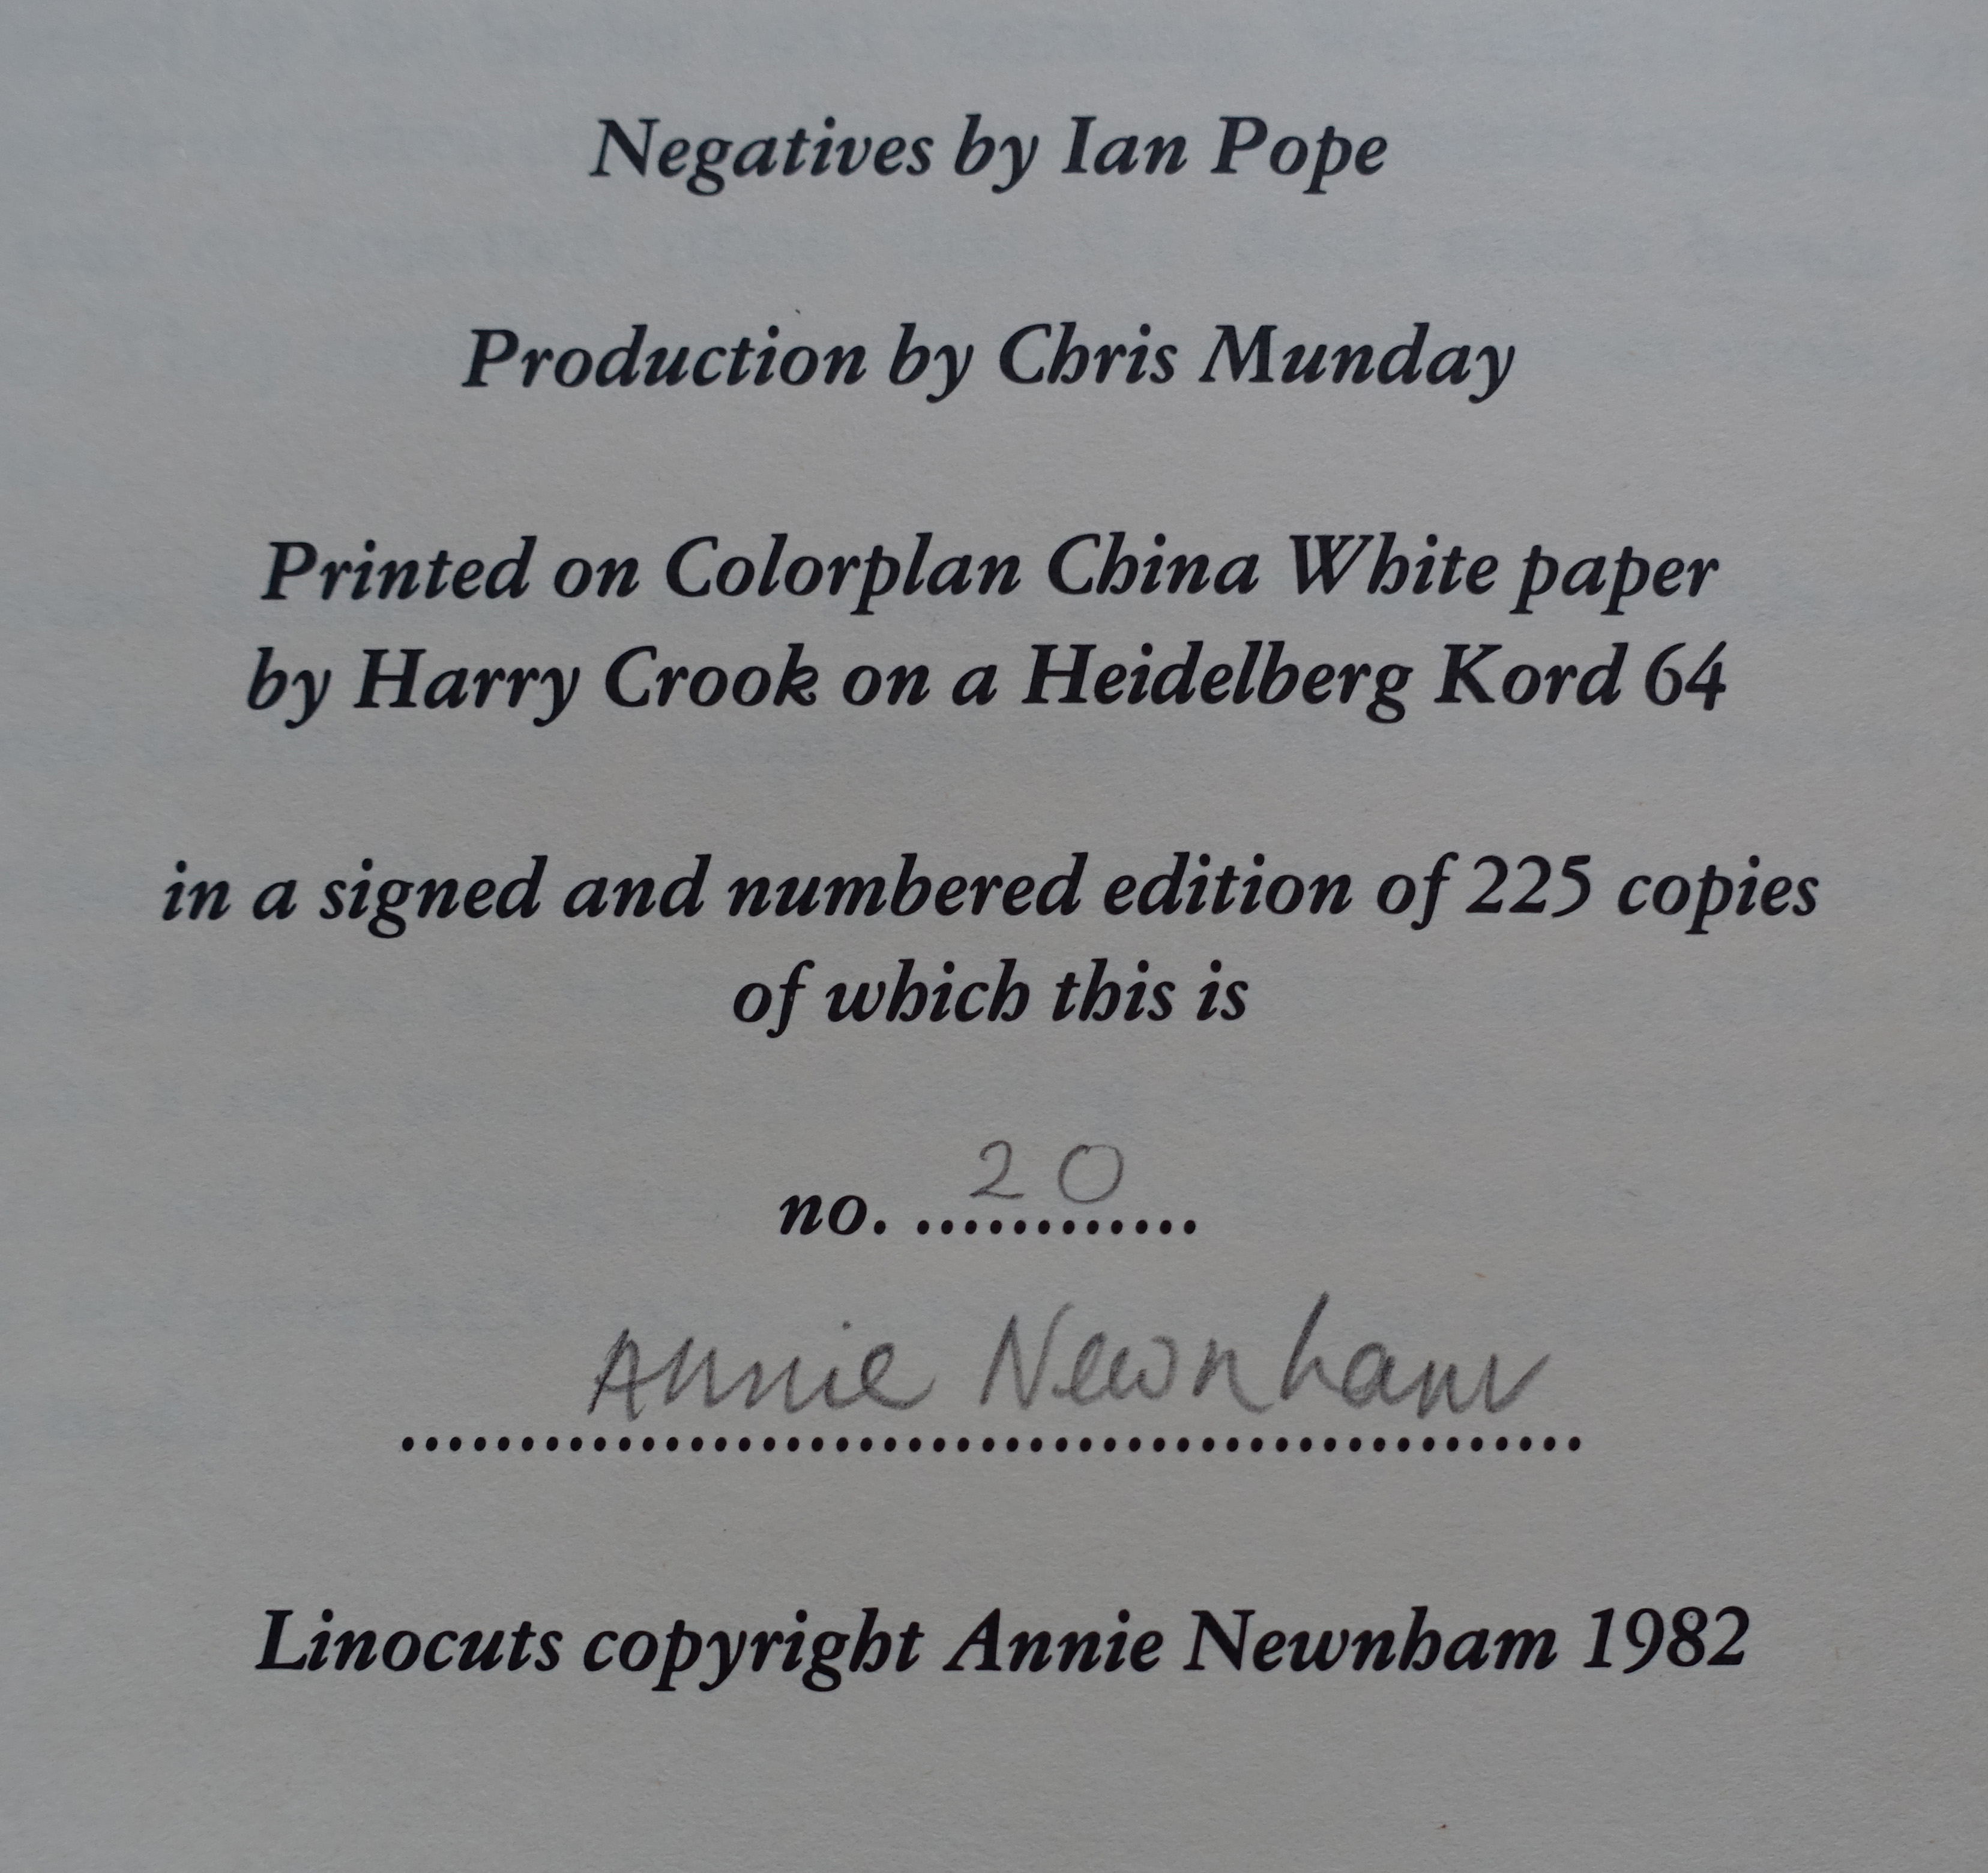 Negatives by Ian Pope
Production by Chris Munday
Printed on Colorplan China White paper
by Harry Crook on a Heidelberg Kord 64
in a signed and numbered edition of 225 copies
of which this is
no. ............ 20
Annie Newnham
Linocuts copyright Annie Newnham 1982